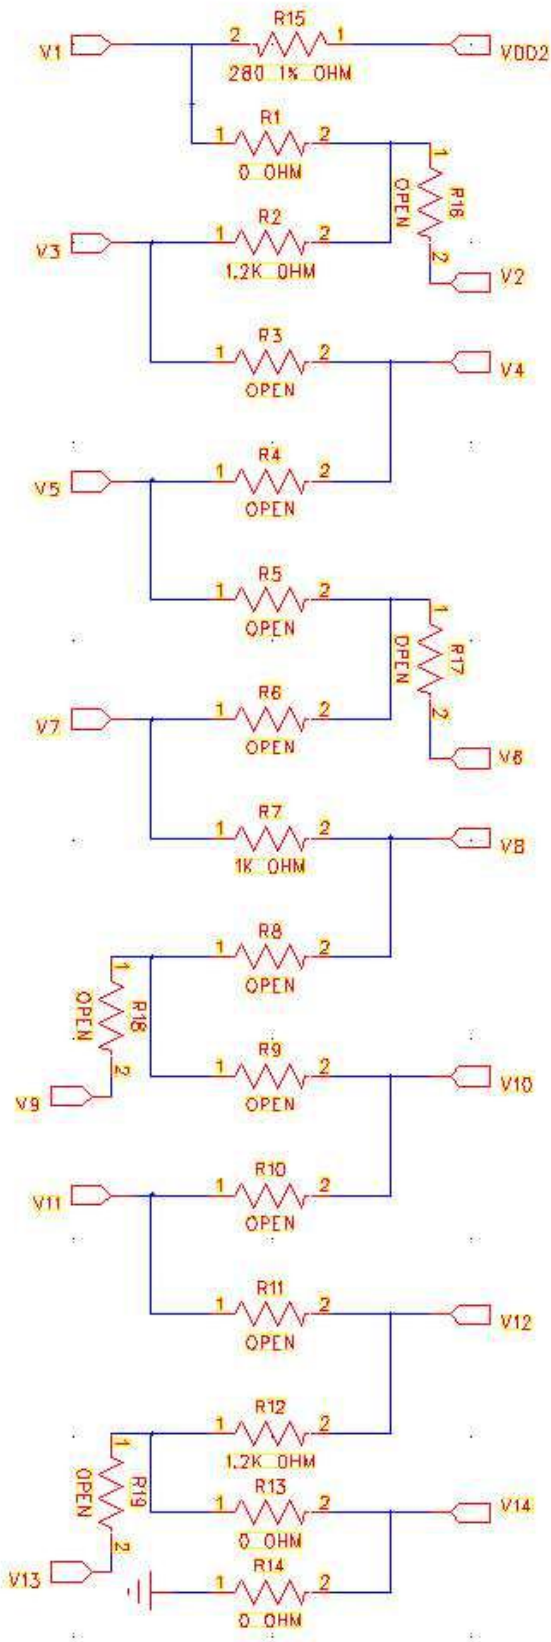 R15
V1 2 1 VDD2
280 1% OHM
R1
1 2
0 OHM
1 R16 OPEN 2
V2
R2
V3 1 2
1.2K OHM
R3
1 2 V4
OPEN
R4
V5 1 2
OPEN
R5
1 2
OPEN
1 R17 OPEN 2
V6
R6
V7 1 2
OPEN
R7
1 2 V8
1K OHM
R8
1 2
OPEN
1 R18 OPEN 2
V9
R9
1 2 V10
OPEN
R10
V11 1 2
OPEN
R11
1 2 V12
OPEN
R12
1 2
1.2K OHM
1 R19 OPEN 2
V13
R13
1 2 V14
0 OHM
R14
1 2
0 OHM